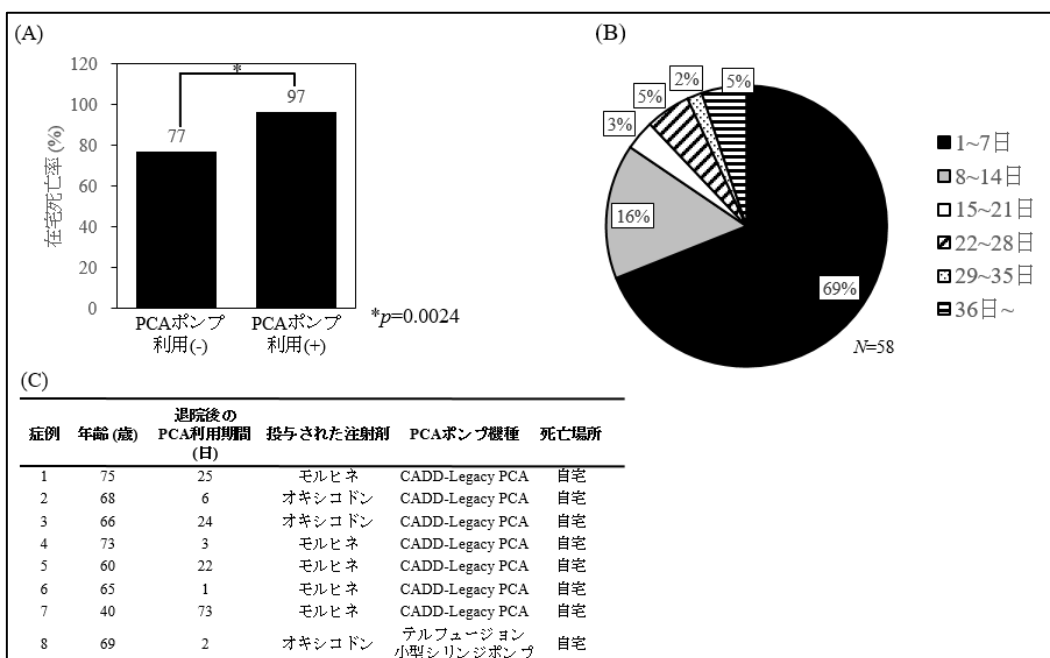 (A)
120
100
80
60
40
20
0
在宅死亡率 (%)
*
77
97
PCAポンプ
利用(-)
PCAポンプ
利用(+)
*p=0.0024
(B)
69%
16%
3%
5%
2%
5%
N=58
1~7日
8~14日
15~21日
22~28日
29~35日
36日~
(C)
症例 年齢 (歳) 退院後の PCA利用期間 (日) 投与された注射剤 PCAポンプ機種 死亡場所
1 75 25 モルヒネ CADD-Legacy PCA 自宅
2 68 6 オキシコドン CADD-Legacy PCA 自宅
3 66 24 オキシコドン CADD-Legacy PCA 自宅
4 73 3 モルヒネ CADD-Legacy PCA 自宅
5 60 22 モルヒネ CADD-Legacy PCA 自宅
6 65 1 モルヒネ CADD-Legacy PCA 自宅
7 40 73 モルヒネ CADD-Legacy PCA 自宅
8 69 2 オキシコドン テルフュージョン 小型シリンジポンプ 自宅